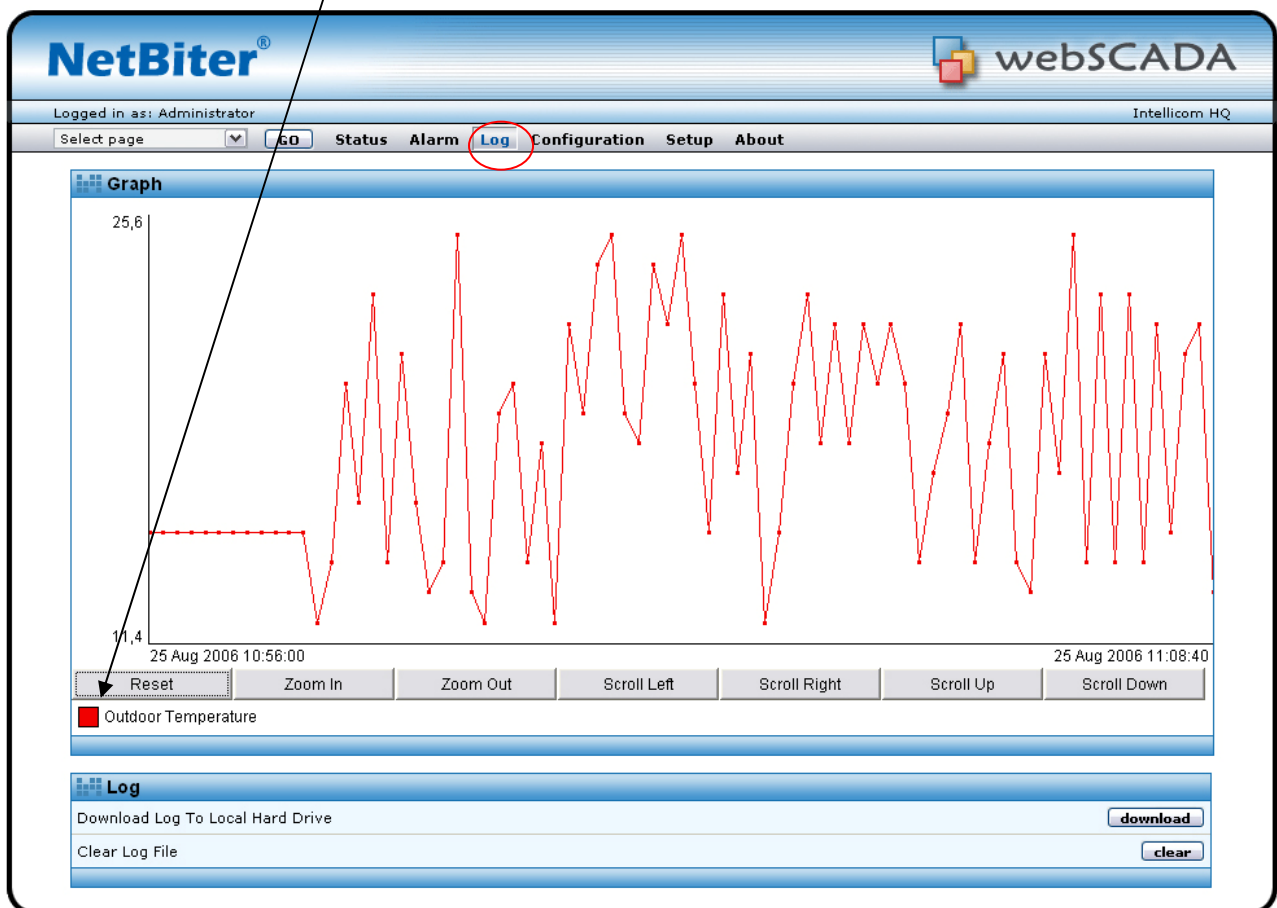 NetBiter®
webSCADA
Logged in as: Administrator Intellicom HQ
Select page GO Status Alarm Log Configuration Setup About
Graph
25,6
11,4
25 Aug 2006 10:56:00 25 Aug 2006 11:08:40
Reset Zoom In Zoom Out Scroll Left Scroll Right Scroll Up Scroll Down
Outdoor Temperature
Log
Download Log To Local Hard Drive download
Clear Log File clear